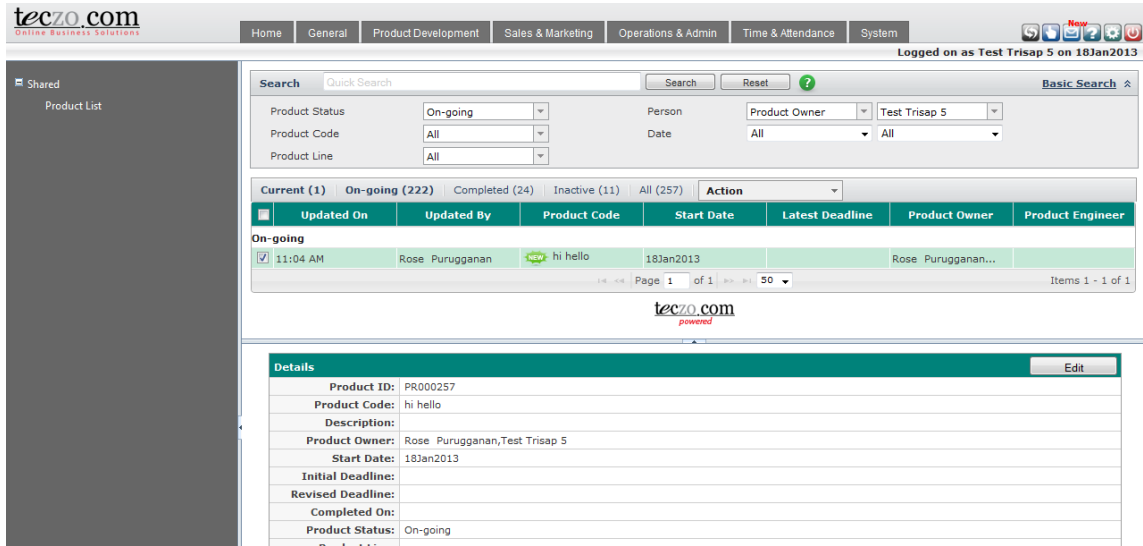 teczo.com
Online Business Solutions
Home General Product Development Sales & Marketing Operations & Admin Time & Attendance System
New
Logged on as Test Trisap 5 on 18Jan2013
Shared
Product List
Search Quick Search Search Reset ? Basic Search
Product Status On-going Person Product Owner Test Trisap 5
Product Code All Date All All
Product Line All
Current (1) On-going (222) Completed (24) Inactive (11) All (257) Action
Updated On Updated By Product Code Start Date Latest Deadline Product Owner Product Engineer
On-going
11:04 AM Rose Purugganan NEW hi hello 18Jan2013 Rose Purugganan...
Page 1 of 1 50 Items 1 - 1 of 1
teczo.com
powered
Details Edit
Product ID: PR000257
Product Code: hi hello
Description:
Product Owner: Rose Purugganan,Test Trisap 5
Start Date: 18Jan2013
Initial Deadline:
Revised Deadline:
Completed On:
Product Status: On-going